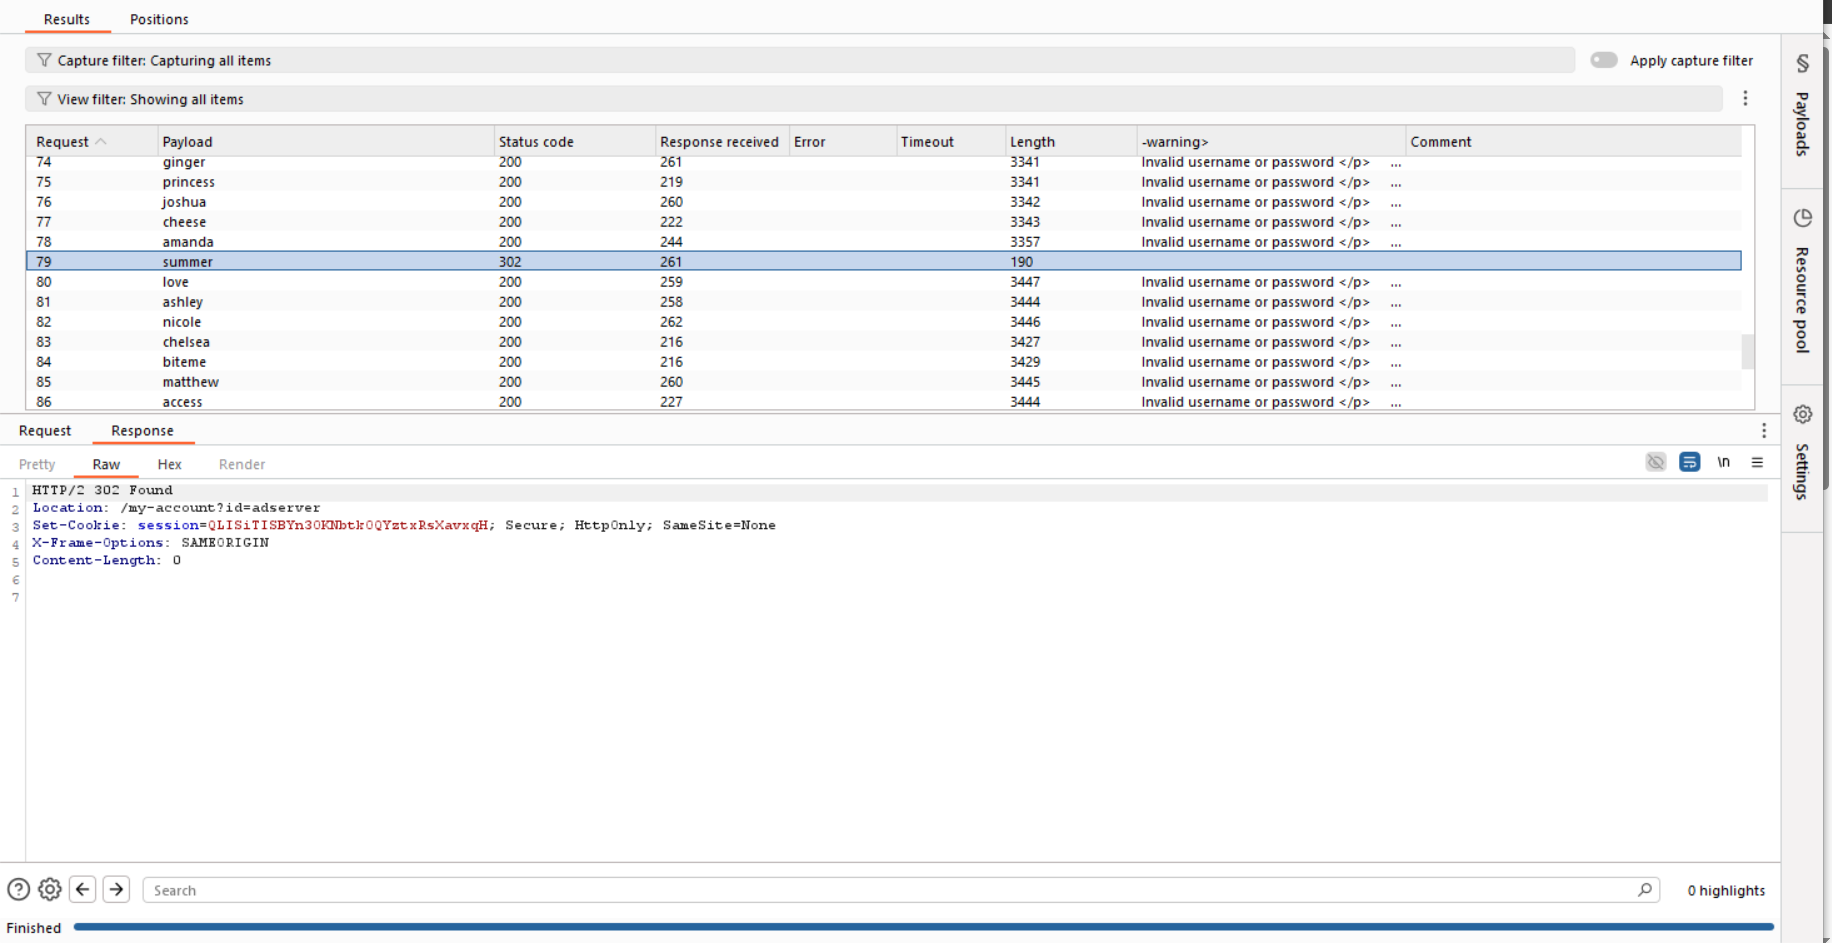 Results Positions
Capture filter: Capturing all items Apply capture filter
View filter: Showing all items
Request Payload Status code Response received Error Timeout Length -warning> Comment
74 ginger 200 261 3341 Invalid username or password </p> ...
75 princess 200 219 3341 Invalid username or password </p> ...
76 joshua 200 260 3342 Invalid username or password </p> ...
77 cheese 200 222 3343 Invalid username or password </p> ...
78 amanda 200 244 3357 Invalid username or password </p> ...
79 summer 302 261 190
80 love 200 259 3447 Invalid username or password </p> ...
81 ashley 200 258 3444 Invalid username or password </p> ...
82 nicole 200 262 3446 Invalid username or password </p> ...
83 chelsea 200 216 3427 Invalid username or password </p> ...
84 biteme 200 216 3429 Invalid username or password </p> ...
85 matthew 200 260 3445 Invalid username or password </p> ...
86 access 200 227 3444 Invalid username or password </p> ...
Request Response
Pretty Raw Hex Render \n
1 HTTP/2 302 Found
2 Location: /my-account?id=adserver
3 Set-Cookie: session=QLISiTISBYn3OKNbtkOQYztxRsXavxqH; Secure; HttpOnly; SameSite=None
4 X-Frame-Options: SAMEORIGIN
5 Content-Length: 0
6
7
Search 0 highlights
Finished
Payloads
Resource pool
Settings